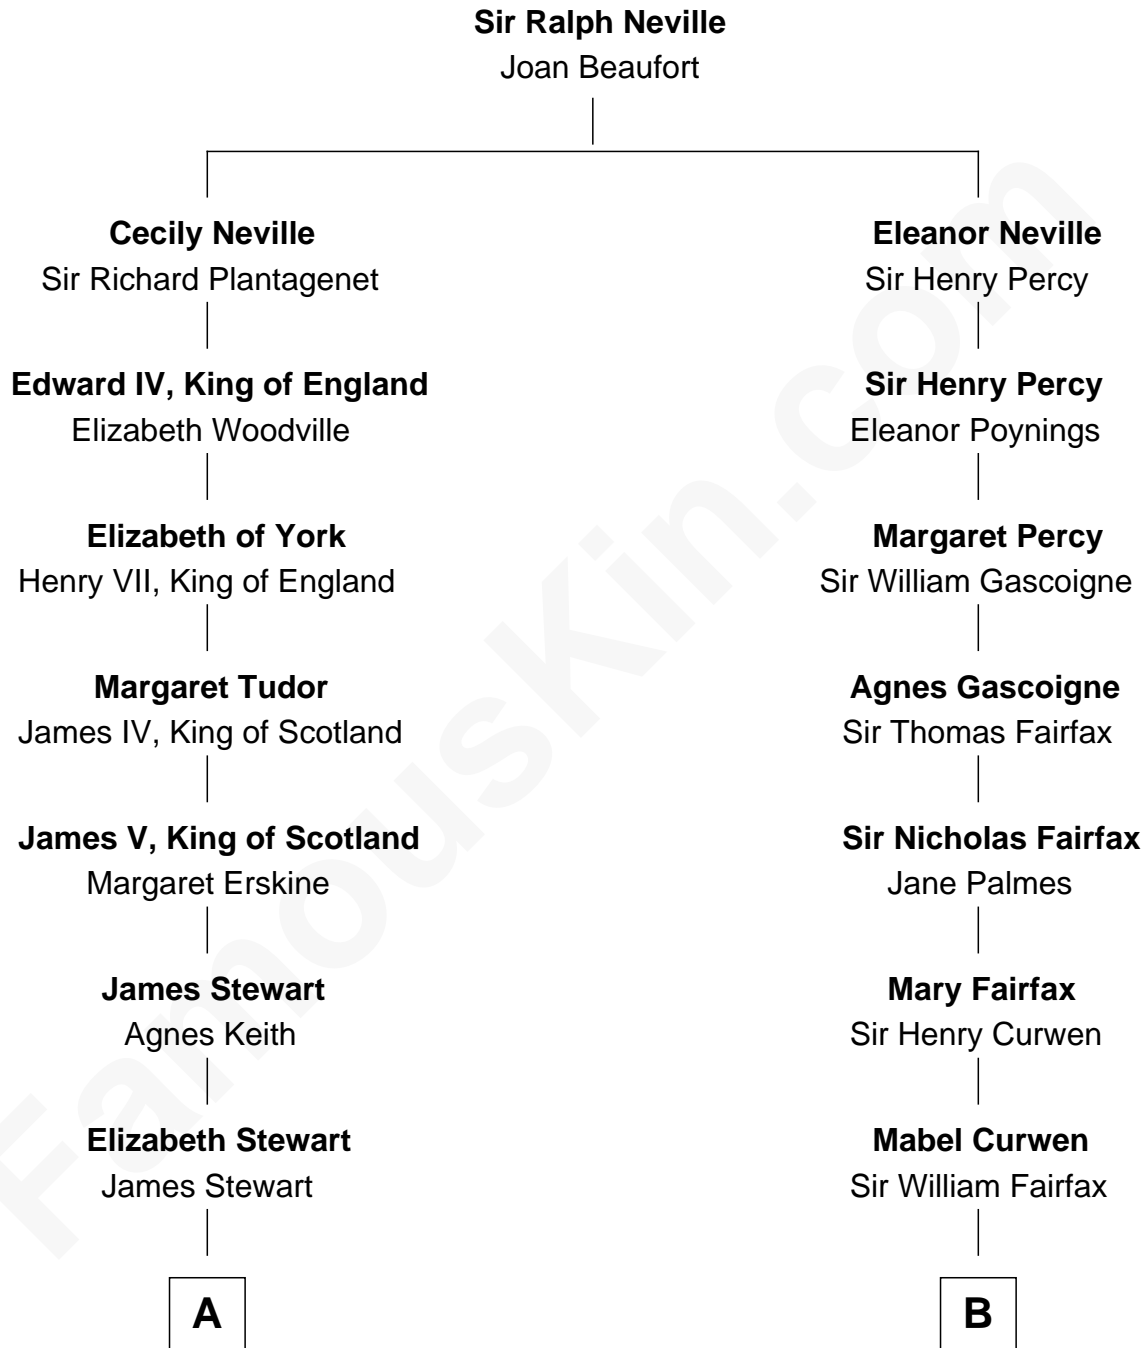 Sir Ralph Neville
Joan Beaufort
Cecily Neville
Sir Richard Plantagenet
Eleanor Neville
Sir Henry Percy
Edward IV, King of England
Elizabeth Woodville
Sir Henry Percy
Eleanor Poynings
Elizabeth of York
Henry VII, King of England
Margaret Percy
Sir William Gascoigne
Margaret Tudor
James IV, King of Scotland
Agnes Gascoigne
Sir Thomas Fairfax
James V, King of Scotland
Margaret Erskine
Sir Nicholas Fairfax
Jane Palmes
James Stewart
Agnes Keith
Mary Fairfax
Sir Henry Curwen
Elizabeth Stewart
James Stewart
Mabel Curwen
Sir William Fairfax
A
B
FamousKin.com